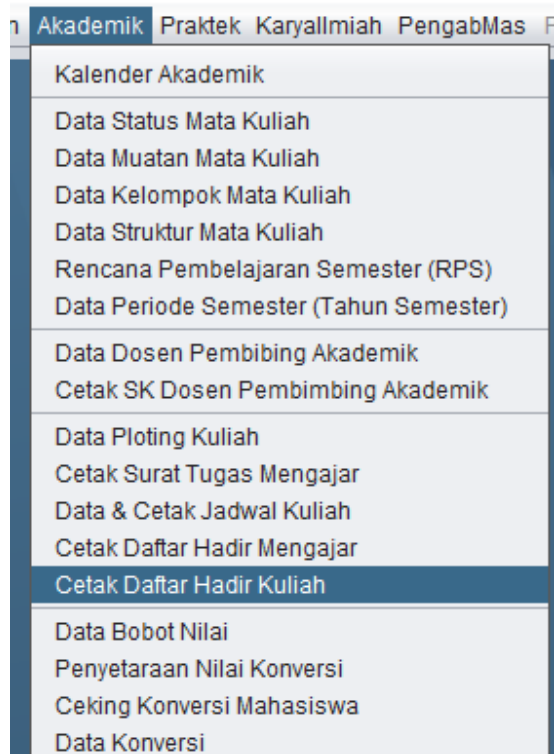 Akademik Praktek KaryaIlmiah PengabMas
Kalender Akademik
Data Status Mata Kuliah
Data Muatan Mata Kuliah
Data Kelompok Mata Kuliah
Data Struktur Mata Kuliah
Rencana Pembelajaran Semester (RPS)
Data Periode Semester (Tahun Semester)
Data Dosen Pembibing Akademik
Cetak SK Dosen Pembimbing Akademik
Data Ploting Kuliah
Cetak Surat Tugas Mengajar
Data & Cetak Jadwal Kuliah
Cetak Daftar Hadir Mengajar
Cetak Daftar Hadir Kuliah
Data Bobot Nilai
Penyetaraan Nilai Konversi
Ceking Konversi Mahasiswa
Data Konversi